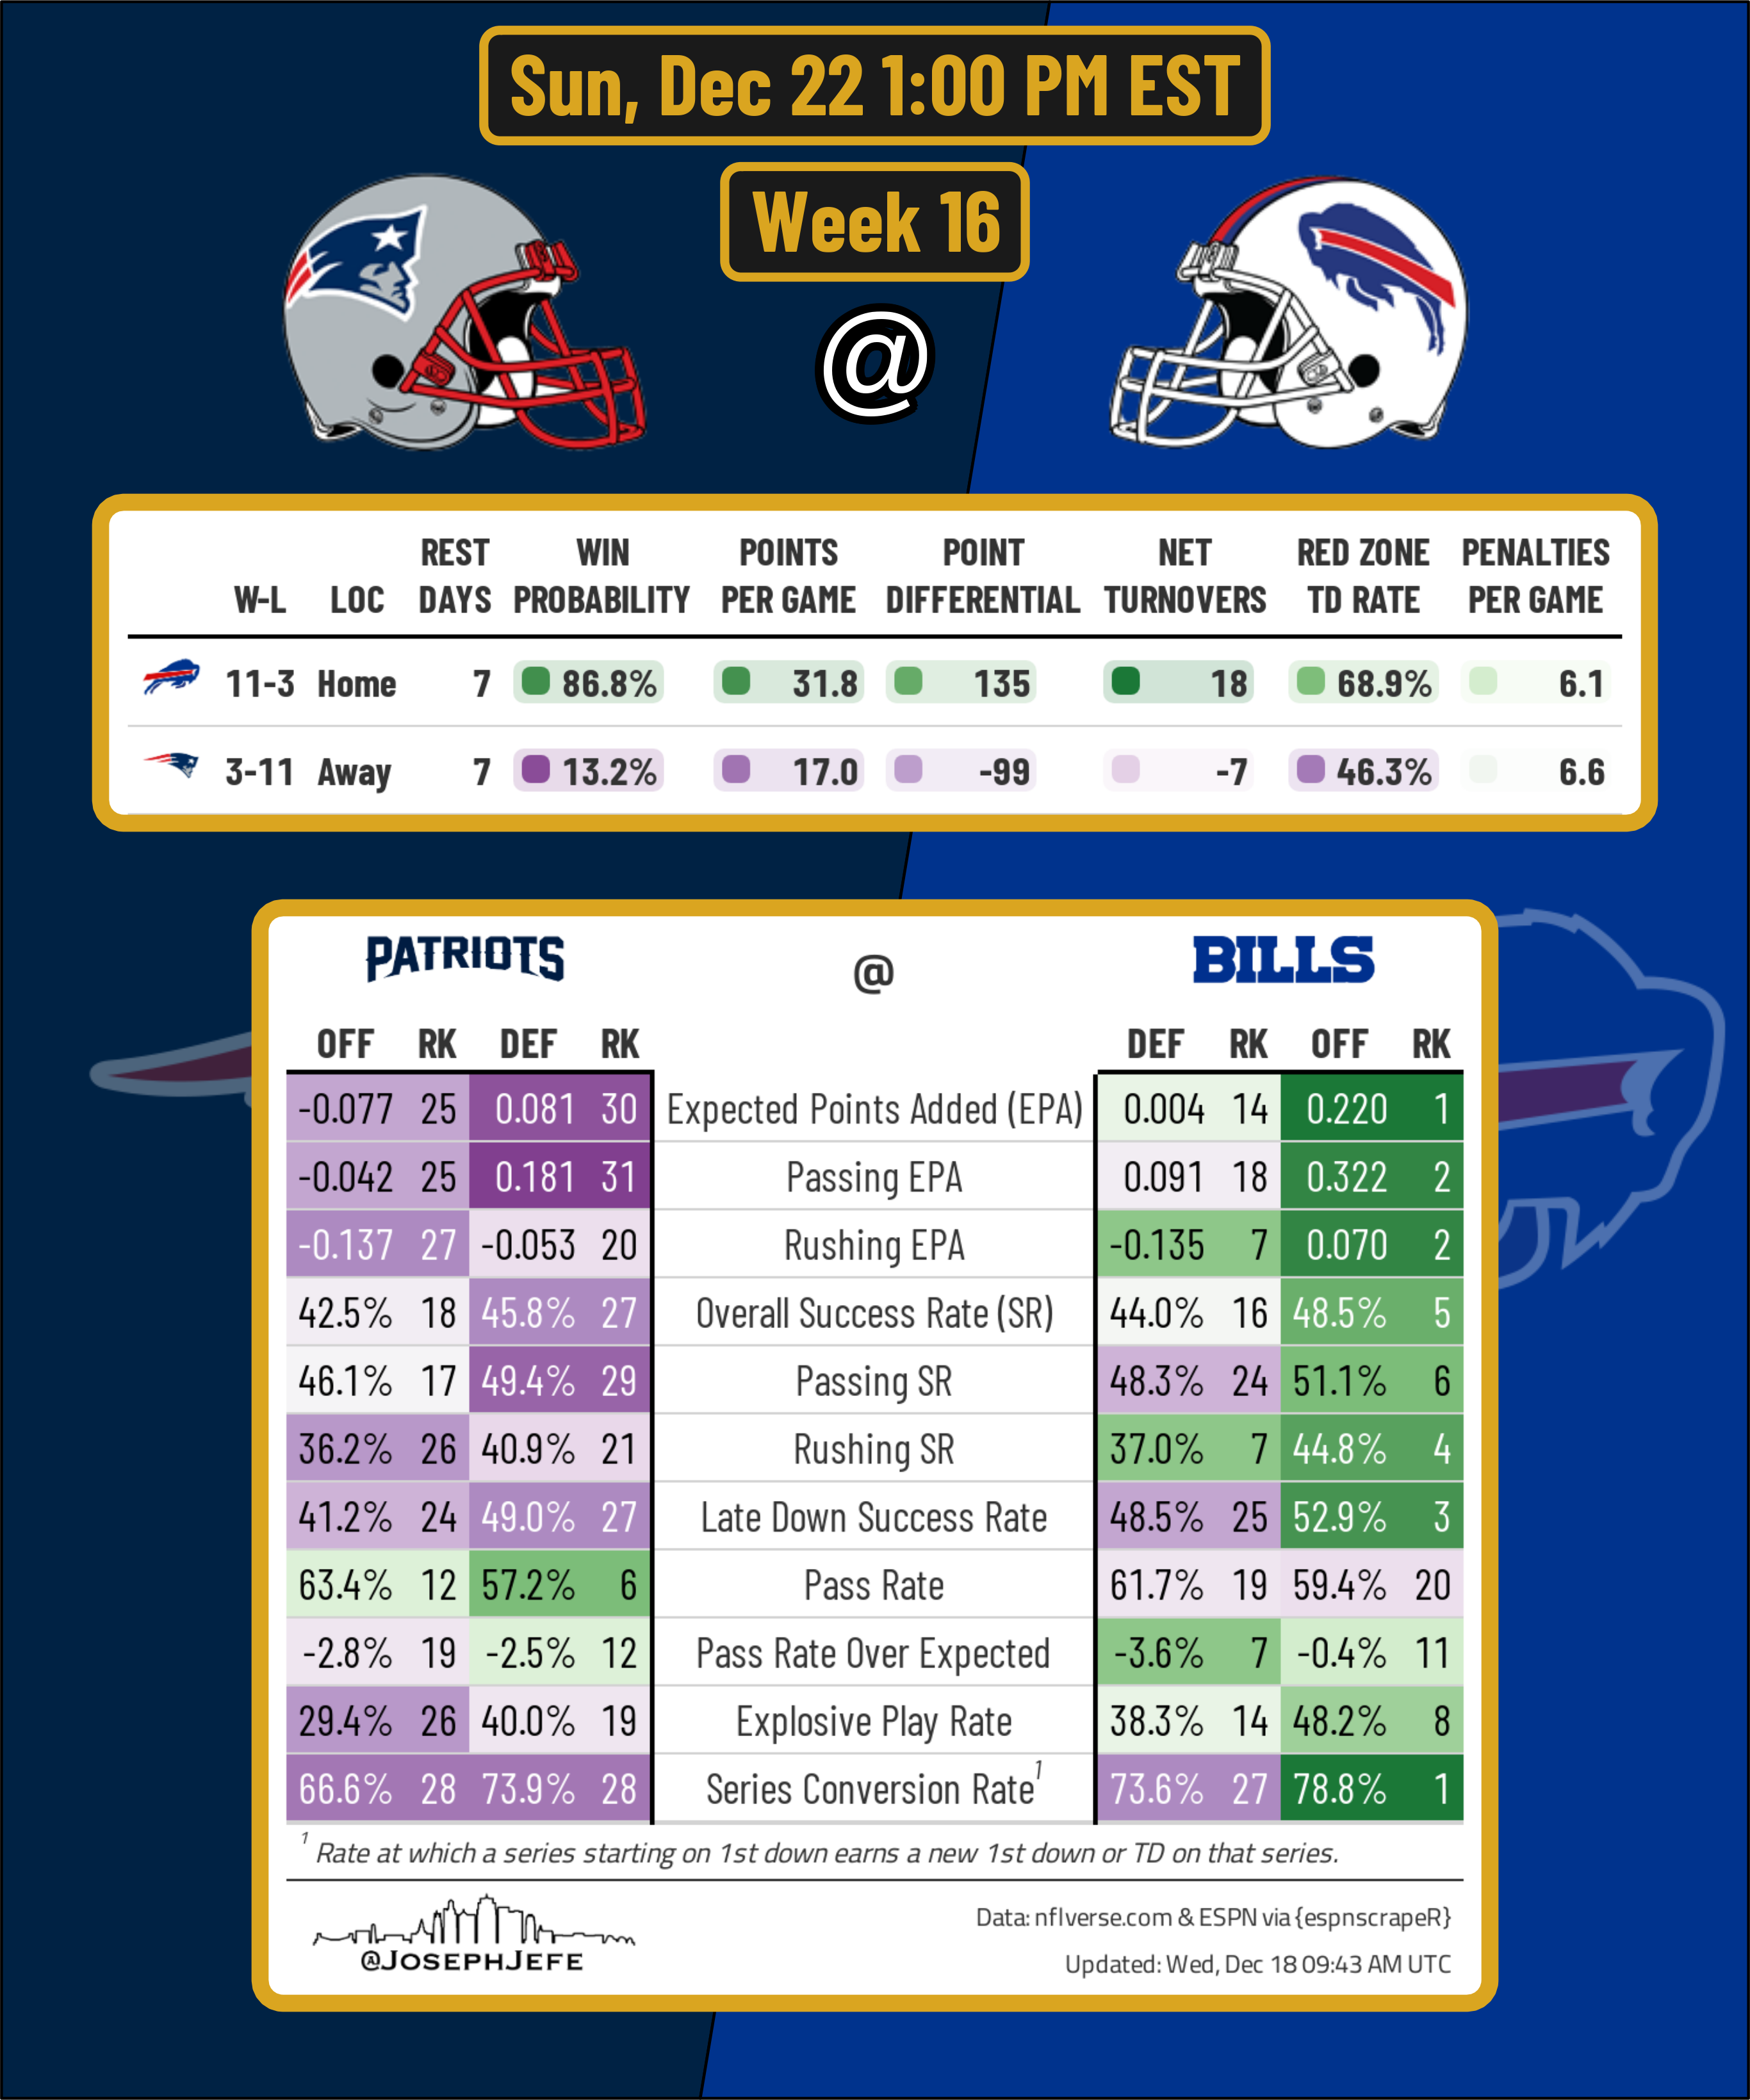 Sun, Dec 22 1:00 PM EST
Week 16
@
W-L LOC REST DAYS WIN PROBABILITY POINTS PER GAME POINT DIFFERENTIAL NET TURNOVERS RED ZONE TD RATE PENALTIES PER GAME
11-3 Home 7 86.8% 31.8 135 18 68.9% 6.1
3-11 Away 7 13.2% 17.0 -99 -7 46.3% 6.6
PATRIOTS @ BILLS
OFF RK DEF RK DEF RK OFF RK
-0.077 25 0.081 30 Expected Points Added (EPA) 0.004 14 0.220 1
-0.042 25 0.181 31 Passing EPA 0.091 18 0.322 2
-0.137 27 -0.053 20 Rushing EPA -0.135 7 0.070 2
42.5% 18 45.8% 27 Overall Success Rate (SR) 44.0% 16 48.5% 5
46.1% 17 49.4% 29 Passing SR 48.3% 24 51.1% 6
36.2% 26 40.9% 21 Rushing SR 37.0% 7 44.8% 4
41.2% 24 49.0% 27 Late Down Success Rate 48.5% 25 52.9% 3
63.4% 12 57.2% 6 Pass Rate 61.7% 19 59.4% 20
-2.8% 19 -2.5% 12 Pass Rate Over Expected -3.6% 7 -0.4% 11
29.4% 26 40.0% 19 Explosive Play Rate 38.3% 14 48.2% 8
66.6% 28 73.9% 28 Series Conversion Rate¹ 73.6% 27 78.8% 1
¹ Rate at which a series starting on 1st down earns a new 1st down or TD on that series.
@JOSEPHJEFE
Data: nflverse.com & ESPN via {espnscrapeR}
Updated: Wed, Dec 18 09:43 AM UTC